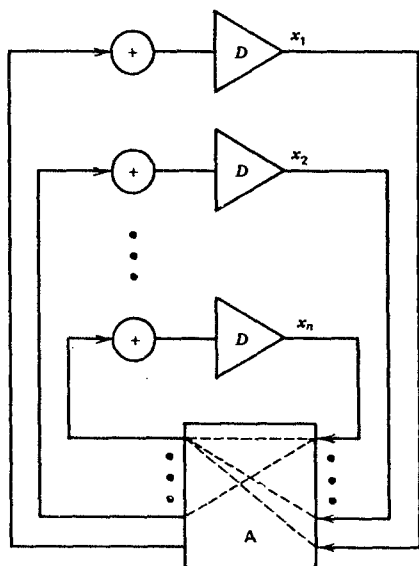 + D x₁
+ D x₂
+ D xₙ
A